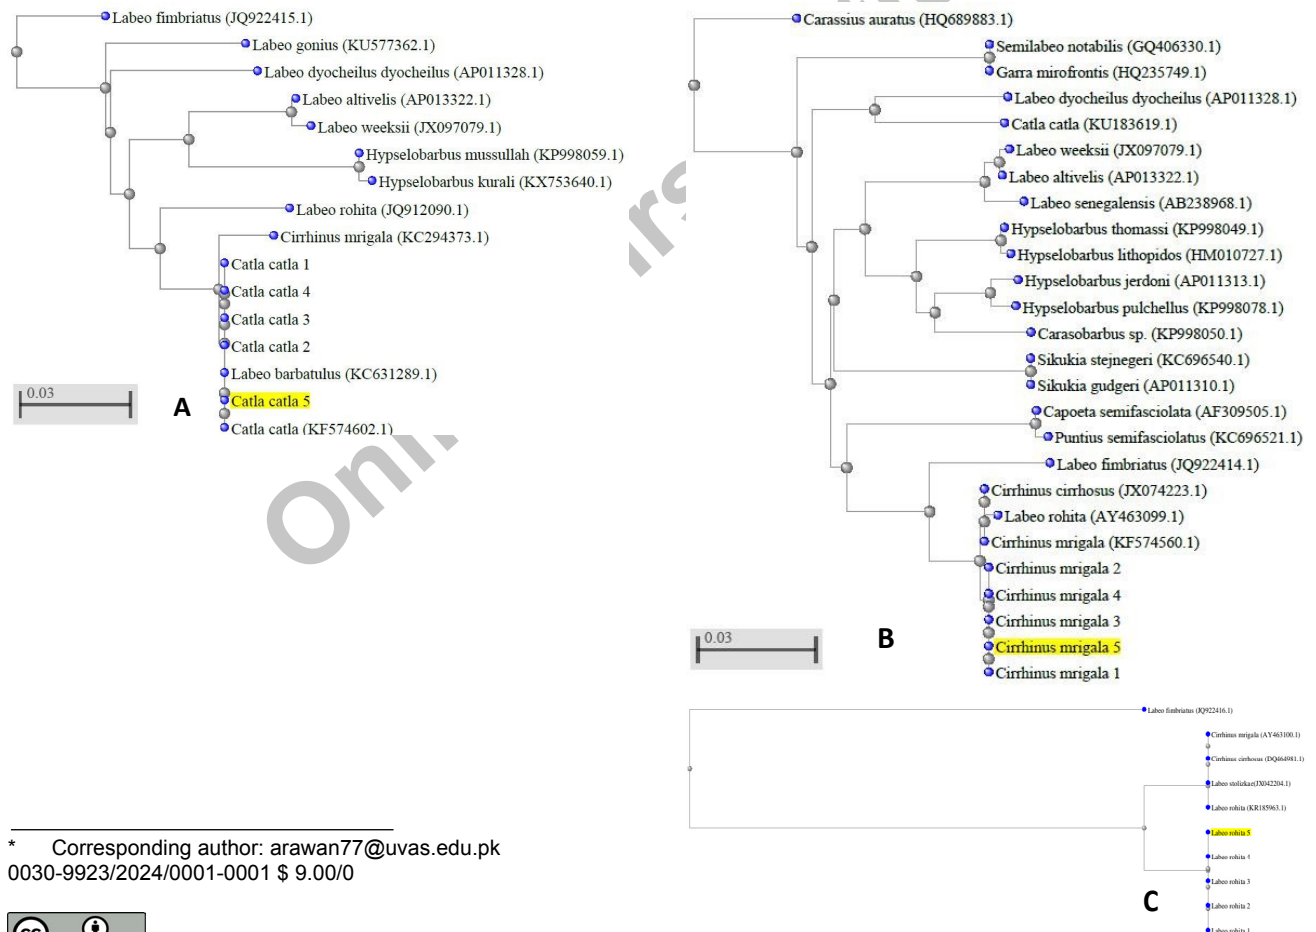 Labeo fimbriatus (JQ922415.1)
Labeo gonius (KU577362.1)
Labeo dyocheilus dyocheilus (AP011328.1)
Labeo altivelis (AP013322.1)
Labeo weeksii (JX097079.1)
Hypselobarbus mussullah (KP998059.1)
Hypselobarbus kurali (KX753640.1)
Labeo rohita (JQ912090.1)
Cirrhinus mrigala (KC294373.1)
Catla catla 1
Catla catla 4
Catla catla 3
Catla catla 2
Labeo barbatulus (KC631289.1)
Catla catla 5
Catla catla (KF574602.1)
0.03
A
Carassius auratus (HQ689883.1)
Semilabeo notabilis (GQ406330.1)
Garra mirofrontis (HQ235749.1)
Labeo dyocheilus dyocheilus (AP011328.1)
Catla catla (KU183619.1)
Labeo weeksii (JX097079.1)
Labeo altivelis (AP013322.1)
Labeo senegalensis (AB238968.1)
Hypselobarbus thomassi (KP998049.1)
Hypselobarbus lithopidos (HM010727.1)
Hypselobarbus jerdoni (AP011313.1)
Hypselobarbus pulchellus (KP998078.1)
Carasobarbus sp. (KP998050.1)
Sikukia stejnegeri (KC696540.1)
Sikukia gudgeri (AP011310.1)
Capoeta semifasciolata (AF309505.1)
Puntius semifasciolatus (KC696521.1)
Labeo fimbriatus (JQ922414.1)
Cirrhinus cirrhosus (JX074223.1)
Labeo rohita (AY463099.1)
Cirrhinus mrigala (KF574560.1)
Cirrhinus mrigala 2
Cirrhinus mrigala 4
Cirrhinus mrigala 3
Cirrhinus mrigala 5
Cirrhinus mrigala 1
0.03
B
Labeo fimbriatus (JQ922416.1)
Cirrhinus mrigala (AY463100.1)
Cirrhinus cirrhosus (DQ464981.1)
Labeo stolizkae(JX042204.1)
Labeo rohita (KR185963.1)
Labeo rohita 5
Labeo rohita 4
Labeo rohita 3
Labeo rohita 2
Labeo rohita 1
C
* Corresponding author: arawan77@uvas.edu.pk
0030-9923/2024/0001-0001 $ 9.00/0
cc